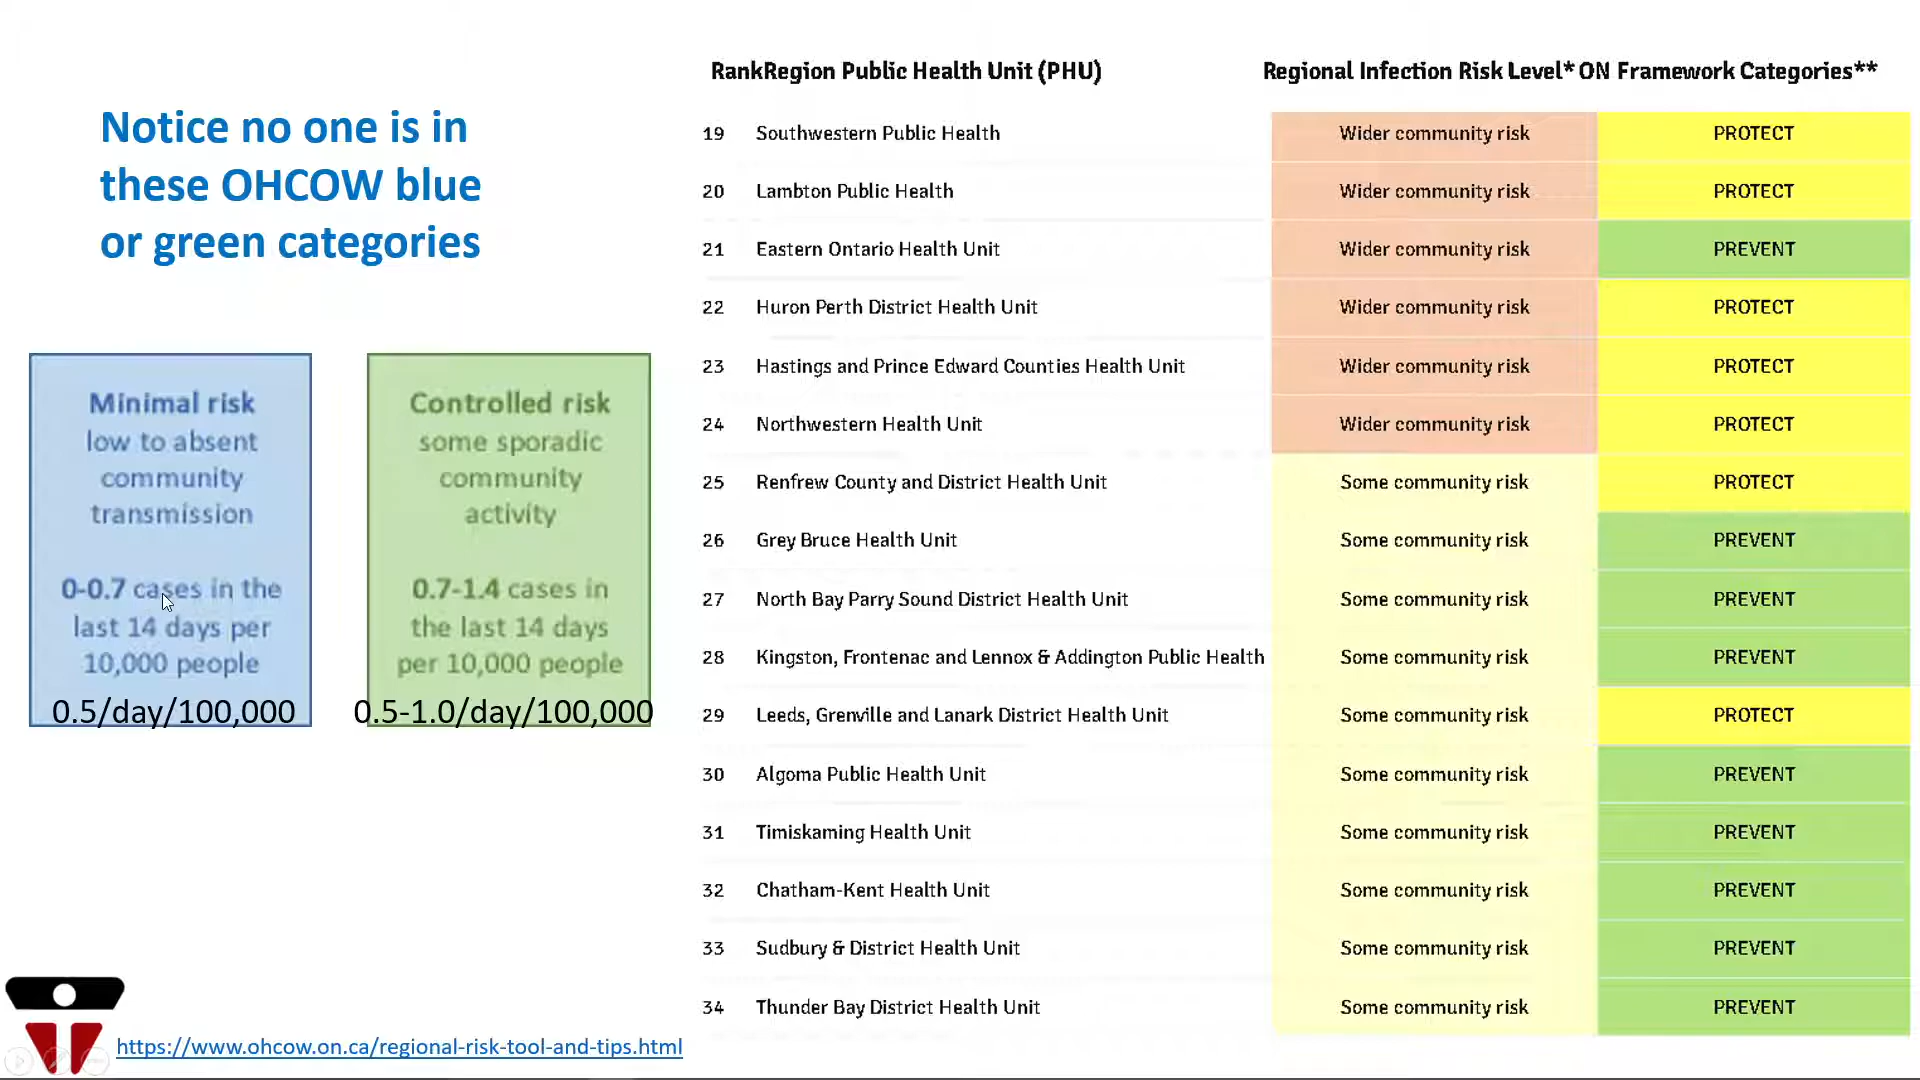 Notice no one is in
these OHCOW blue
or green categories
Minimal risk
low to absent
community
transmission
0-0.7 cases in the
last 14 days per
10,000 people
0.5/day/100,000
Controlled risk
some sporadic
community
activity
0.7-1.4 cases in
the last 14 days
per 10,000 people
0.5-1.0/day/100,000
RankRegion Public Health Unit (PHU) Regional Infection Risk Level* ON Framework Categories**
19 Southwestern Public Health Wider community risk PROTECT
20 Lambton Public Health Wider community risk PROTECT
21 Eastern Ontario Health Unit Wider community risk PREVENT
22 Huron Perth District Health Unit Wider community risk PROTECT
23 Hastings and Prince Edward Counties Health Unit Wider community risk PROTECT
24 Northwestern Health Unit Wider community risk PROTECT
25 Renfrew County and District Health Unit Some community risk PROTECT
26 Grey Bruce Health Unit Some community risk PREVENT
27 North Bay Parry Sound District Health Unit Some community risk PREVENT
28 Kingston, Frontenac and Lennox & Addington Public Health Some community risk PREVENT
29 Leeds, Grenville and Lanark District Health Unit Some community risk PROTECT
30 Algoma Public Health Unit Some community risk PREVENT
31 Timiskaming Health Unit Some community risk PREVENT
32 Chatham-Kent Health Unit Some community risk PREVENT
33 Sudbury & District Health Unit Some community risk PREVENT
34 Thunder Bay District Health Unit Some community risk PREVENT
https://www.ohcow.on.ca/regional-risk-tool-and-tips.html